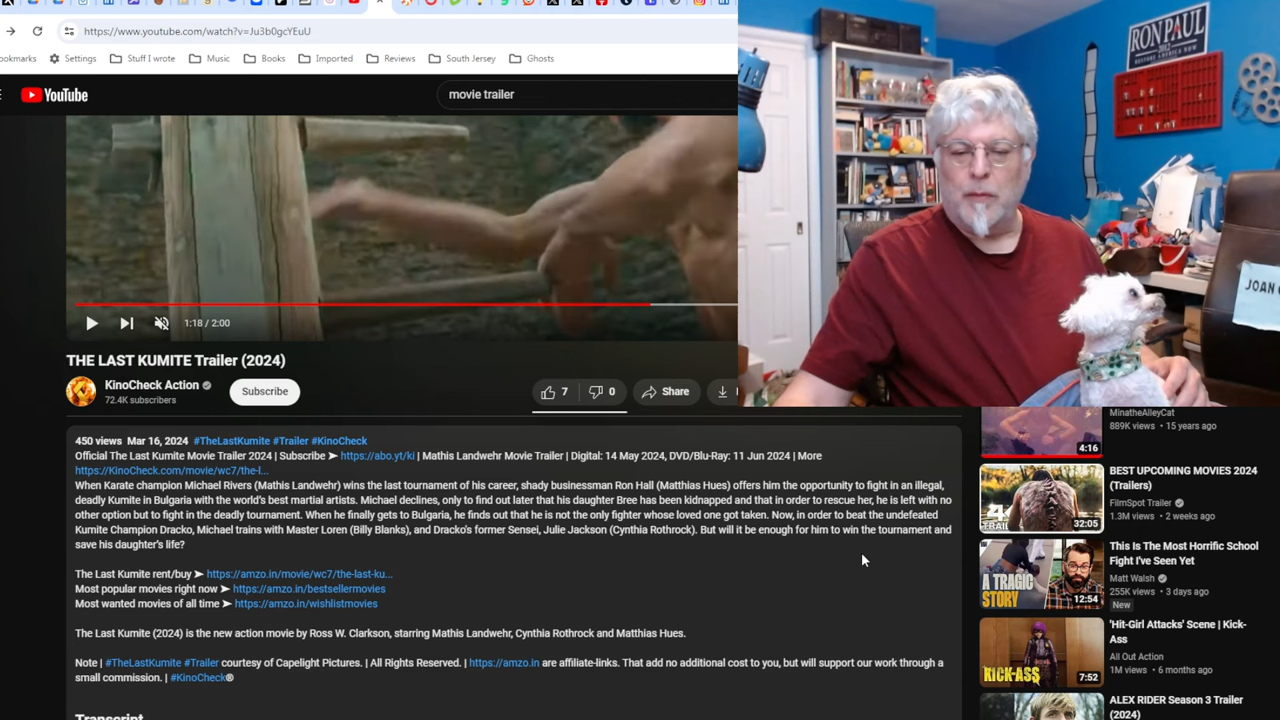 https://www.youtube.com/watch?v=Ju3b0gcYEuU
okmarks Settings Stuff I wrote Music Books Imported Reviews South Jersey Ghosts
YouTube
movie trailer
RON PAUL
2012
RESTORE AMERICA NOW
JOAN
1:18 / 2:00
THE LAST KUMITE Trailer (2024)
KinoCheck Action
72.4K subscribers
Subscribe
7
0
Share
450 views Mar 16, 2024 #TheLastKumite #Trailer #KinoCheck
Official The Last Kumite Movie Trailer 2024 | Subscribe ➤ https://abo.yt/ki | Mathis Landwehr Movie Trailer | Digital: 14 May 2024, DVD/Blu-Ray: 11 Jun 2024 | More
https://KinoCheck.com/movie/wc7/the-l...
When Karate champion Michael Rivers (Mathis Landwer) wins the last tournament of his career, shady businessman Ron Hall (Matthias Hues) offers him the opportunity to fight in an illegal,
deadly Kumite in Bulgaria with the world's best martial artists. Michael declines, only to find out later that his daughter Bree has been kidnapped and that in order to rescue her, he is left with no
other option but to fight in the deadly tournament. When he finally gets to Bulgaria, he finds out that he is not the only fighter whose loved one got taken. Now, in order to beat the undefeated
Kumite Champion Dracko, Michael trains with Master Loren (Billy Blanks), and Dracko's former Sensei, Julie Jackson (Cynthia Rothrock). But will it be enough for him to win the tournament and
save his daughter's life?
The Last Kumite rent/buy ➤ https://amzo.in/movie/wc7/the-last-ku...
Most popular movies right now ➤ https://amzo.in/bestsellermovies
Most wanted movies of all time ➤ https://amzo.in/wishlistmovies
The Last Kumite (2024) is the new action movie by Ross W. Clarkson, starring Mathis Landwehr, Cynthia Rothrock and Matthias Hues.
Note | #TheLastKumite #Trailer courtesy of Capelight Pictures. | All Rights Reserved. | https://amzo.in are affiliate-links. That add no additional cost to you, but will support our work through a
small commission. | #KinoCheck®
Transcript
MinatheAlleyCat
889K views • 15 years ago
4:16
BEST UPCOMING MOVIES 2024
(Trailers)
FilmSpot Trailer
1.3M views • 2 weeks ago
4
32:05
This Is The Most Horrific School
Fight I've Seen Yet
Matt Walsh
255K views • 3 days ago
New
A TRAGIC
STORY
12:54
'Hit-Girl Attacks' Scene | Kick-
Ass
All Out Action
1M views • 6 months ago
KICK-ASS
7:52
ALEX RIDER Season 3 Trailer
(2024)